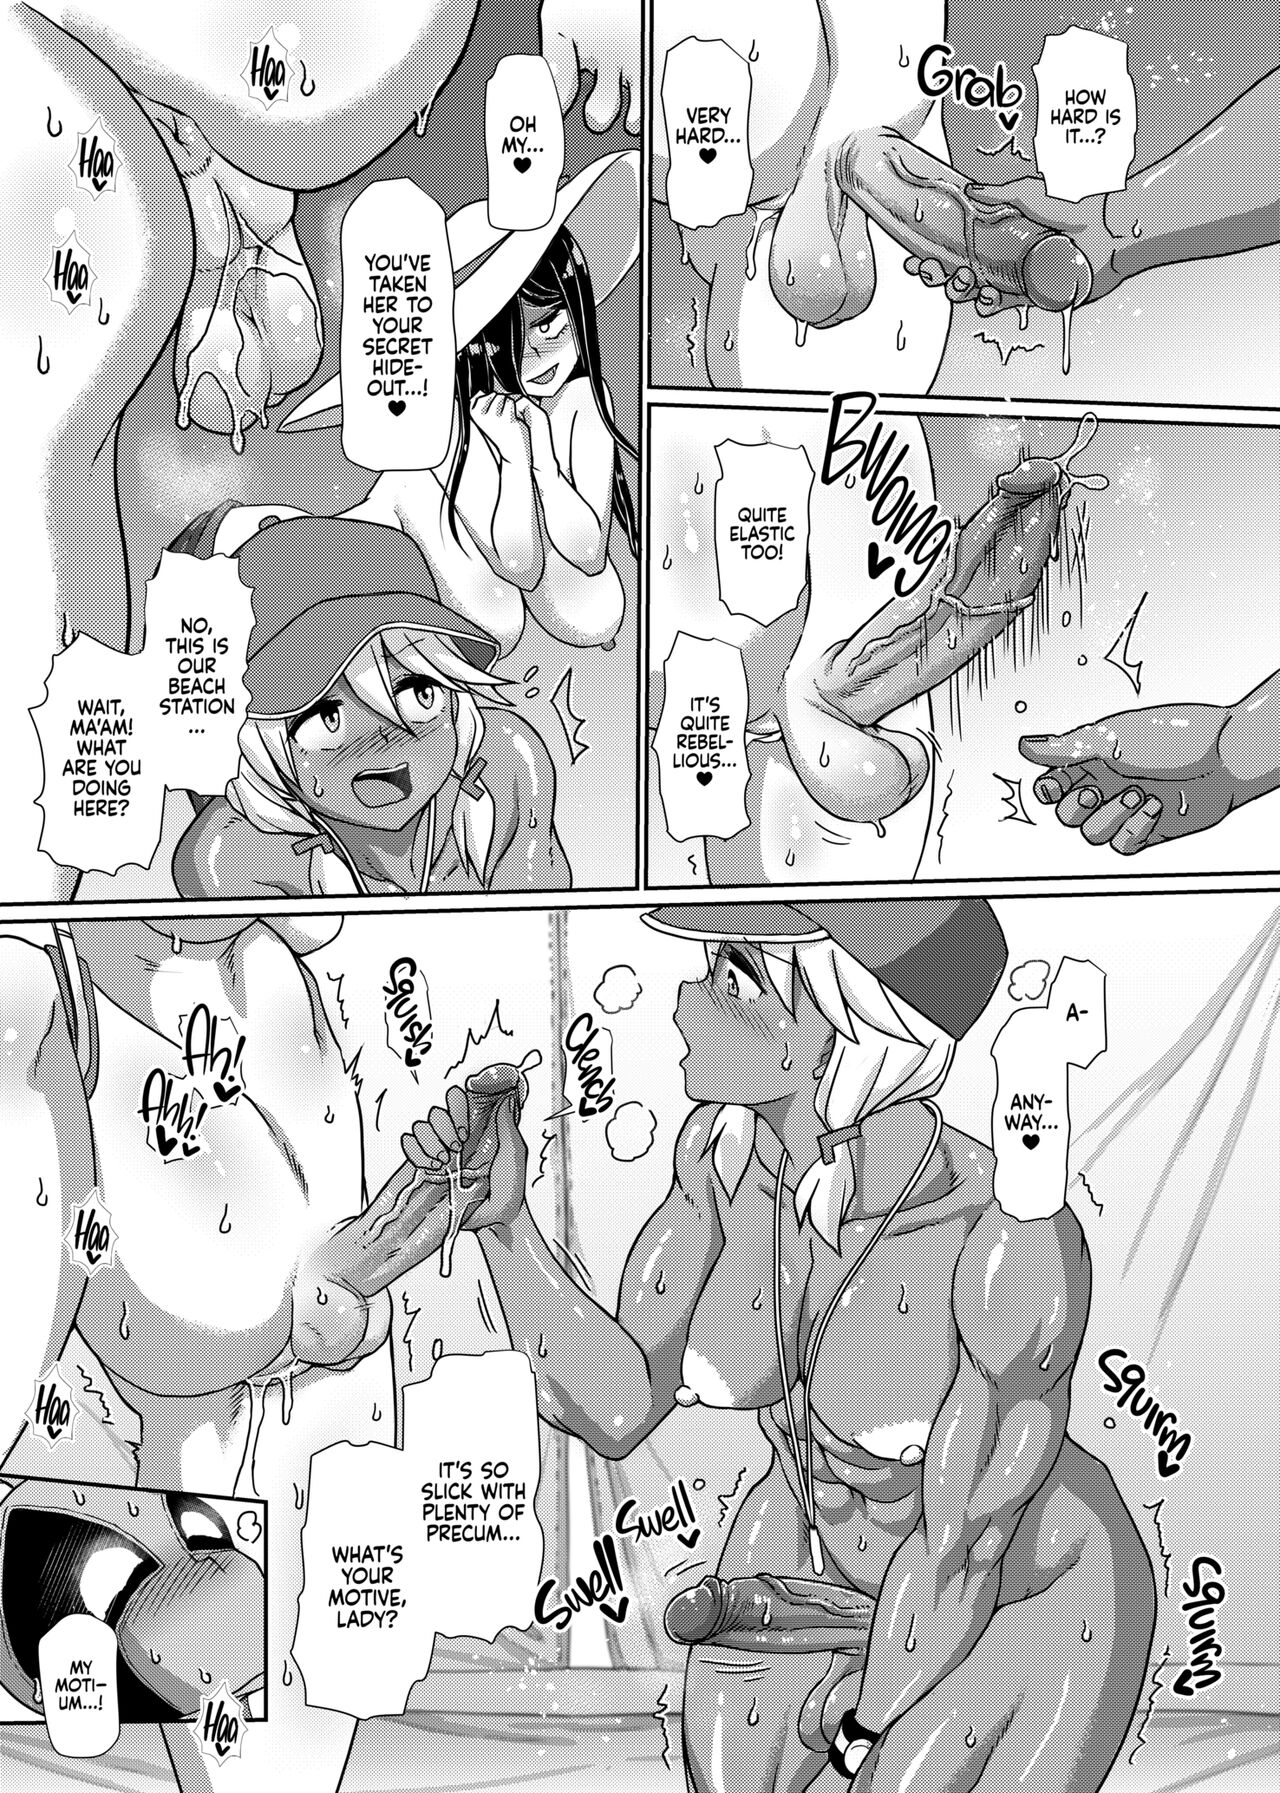 HOW
HARD IS
IT...?
Grab
VERY
HARD...
QUITE
ELASTIC
TOO!
Bwoing
IT'S
QUITE
REBEL-
LIOUS...
OH
MY...
YOU'VE
TAKEN
HER TO
YOUR
SECRET
HIDE-
OUT...!
Haa
Haa
Haa
NO,
THIS IS
OUR
BEACH
STATION
...
WAIT,
MA'AM!
WHAT
ARE YOU
DOING
HERE?
A-
ANY-
WAY...
Clench
Squish
Ah!
Ahh!
Haa
Haa
Squirm
Squirm
Swell
Swell
Swell
IT'S SO
SLICK WITH
PLENTY OF
PRECUM...
WHAT'S
YOUR
MOTIVE,
LADY?
MY
MOTI-
UM...!
Haa